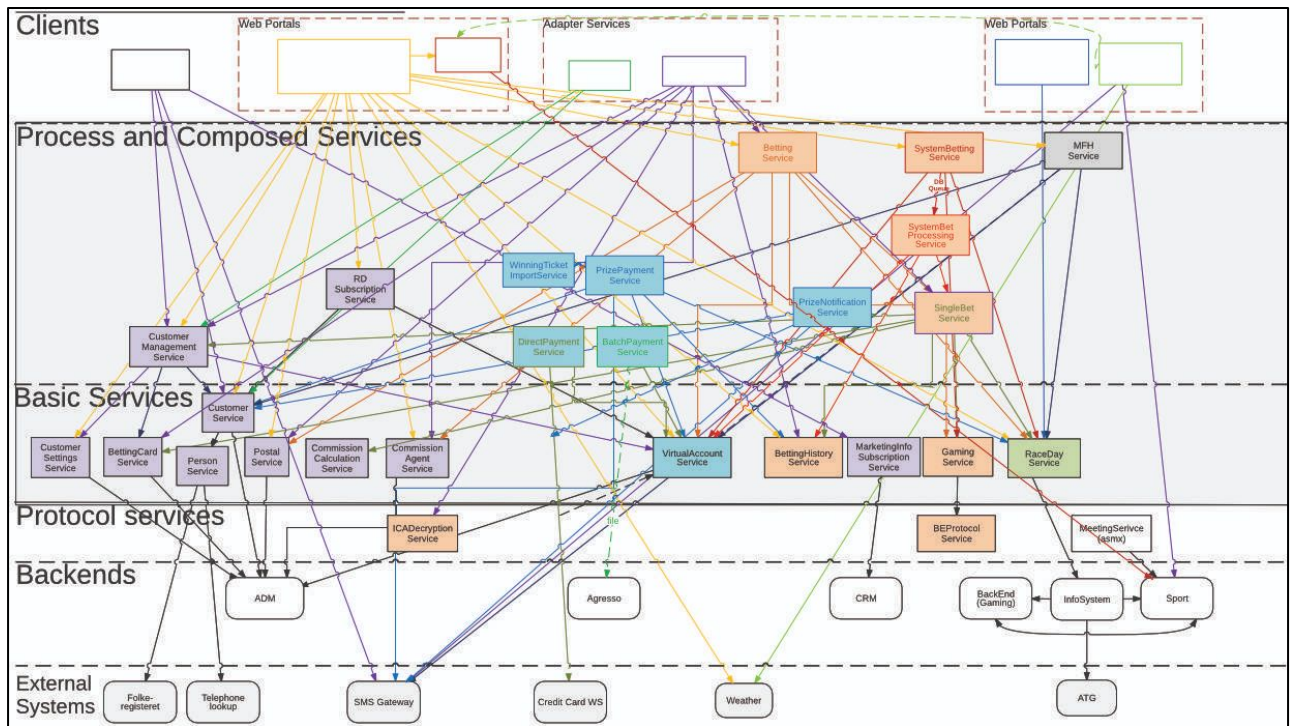 Clients
Web Portals
Adapter Services
Web Portals
Process and Composed Services
Betting
Service
SystemBetting
Service
MFH
Service
DB
Queue
SystemBet
Processing
Service
WinningTicket
ImportService
PrizePayment
Service
RD
Subscription
Service
PrizeNotification
Service
SingleBet
Service
Customer
Management
Service
DirectPayment
Service
BatchPayment
Service
Basic Services
Customer
Service
Customer
Settings
Service
BettingCard
Service
Person
Service
Postal
Service
Commission
Calculation
Service
Commission
Agent
Service
VirtualAccount
Service
BettingHistory
Service
MarketingInfo
Subscription
Service
Gaming
Service
RaceDay
Service
Protocol services
ICADecryption
Service
file
BEProtocol
Service
MeetingSerivce
(asmx)
Backends
ADM
Agresso
CRM
BackEnd
(Gaming)
InfoSystem
Sport
External
Systems
Folke-
registeret
Telephone
lookup
SMS Gateway
Credit Card WS
Weather
ATG